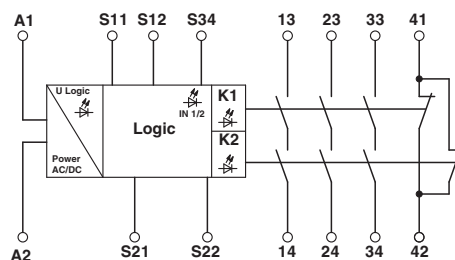 A1 S11 S12 S34 13 23 33 41
U Logic
IN 1/2
K1
Logic
K2
Power
AC/DC
A2 S21 S22 14 24 34 42